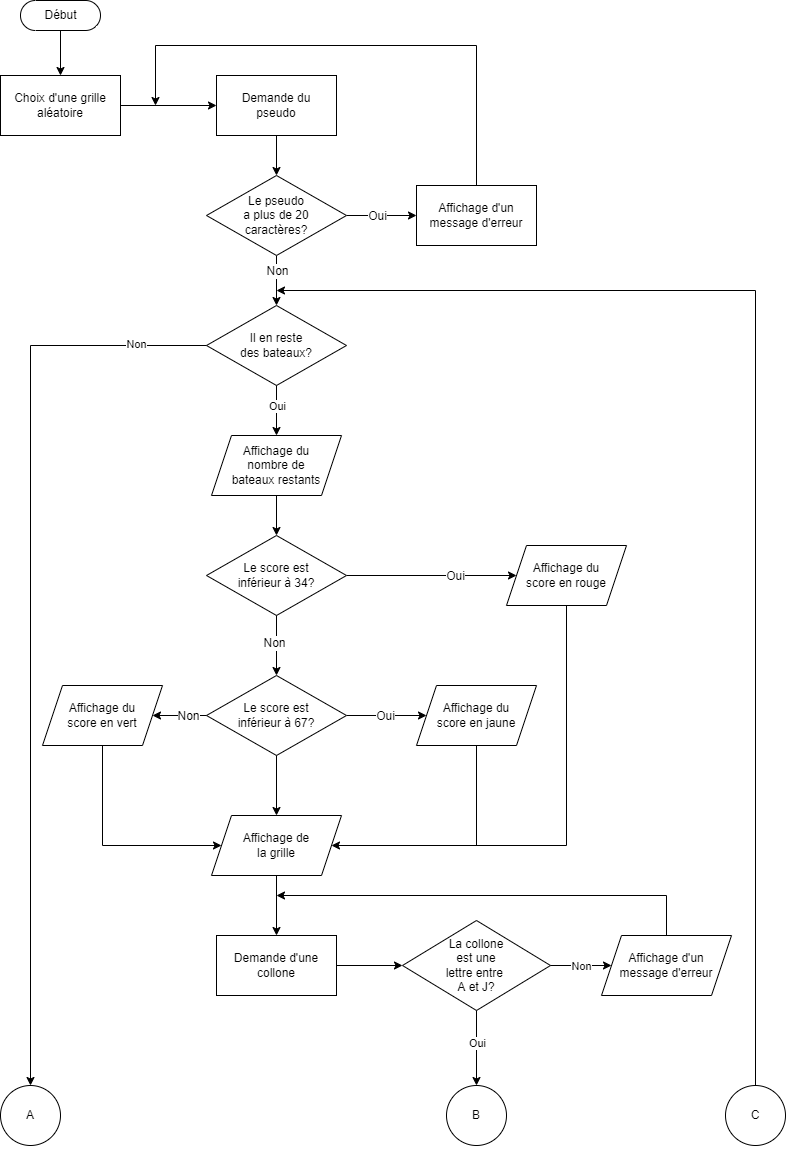 Début
Choix d'une grille
aléatoire
Demande du
pseudo
Le pseudo
a plus de 20
caractères?
Oui
Affichage d'un
message d'erreur
Non
Il en reste
des bateaux?
Non
Oui
Affichage du
nombre de
bateaux restants
Le score est
inférieur à 34?
Oui
Affichage du
score en rouge
Non
Affichage du
score en vert
Non
Le score est
inférieur à 67?
Oui
Affichage du
score en jaune
Affichage de
la grille
Demande d'une
collone
La collone
est une
lettre entre
A et J?
Non
Affichage d'un
message d'erreur
Oui
A
B
C